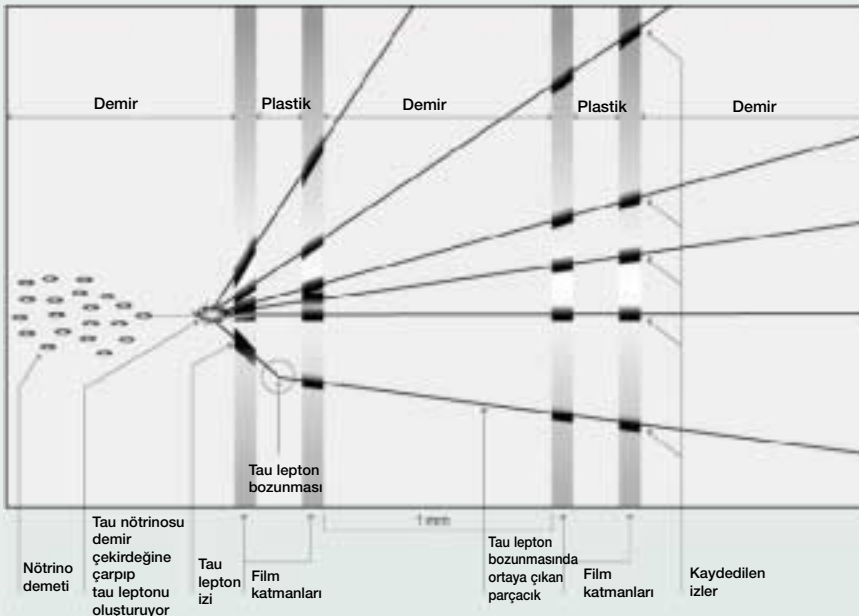 Demir Plastik Demir Plastik Demir
Tau lepton
bozunması
1 mm
Nötrino
demeti
Tau nötrinosu
demir
çekirdeğine
çarpıp
tau leptonu
oluşturuyor
Tau
lepton
izi
Film
katmanları
Tau lepton
bozunmasında
ortaya çıkan
parçacık
Film
katmanları
Kaydedilen
izler